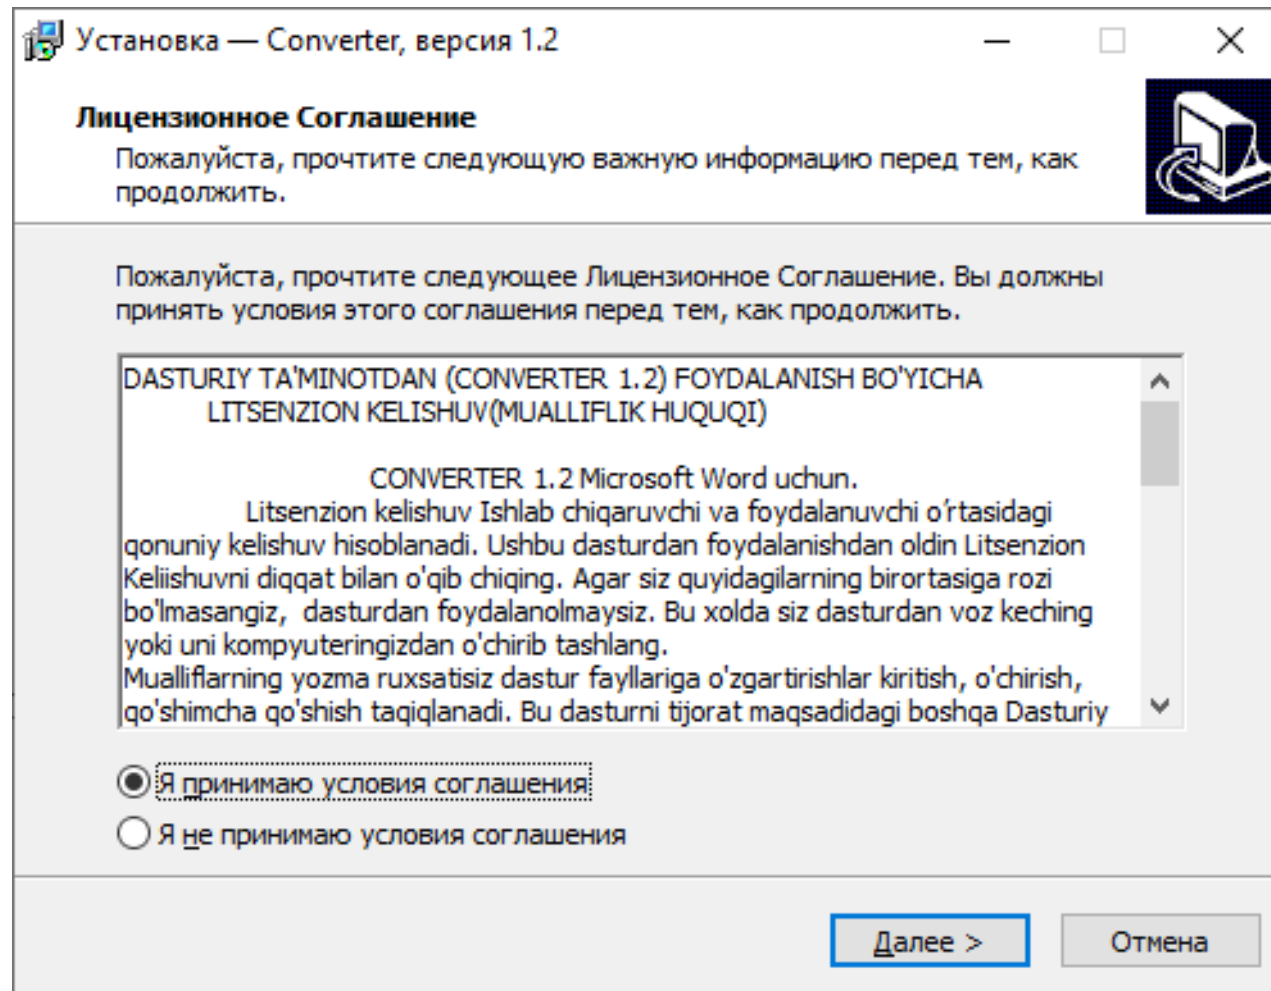 Установка — Converter, версия 1.2
Лицензионное Соглашение
Пожалуйста, прочтите следующую важную информацию перед тем, как
продолжить.
Пожалуйста, прочтите следующее Лицензионное Соглашение. Вы должны
принять условия этого соглашения перед тем, как продолжить.
DASTURIY TA'MINOTDAN (CONVERTER 1.2) FOYDALANISH BO'YICHA
LITSENZION KELISHUV(MUALLIFLIK HUQUQI)
CONVERTER 1.2 Microsoft Word uchun.
Litsenzion kelishuv Ishlab chiqaruvchi va foydalanuvchi o’rtasidagi
qonuniy kelishuv hisoblanadi. Ushbu dasturdan foydalanishdan oldin Litsenzion
Keliishuvni diqqat bilan o'qib chiqing. Agar siz quyidagilarning birortasiga rozi
bo'lmasangiz,  dasturdan foydalanolmaysiz. Bu xolda siz dasturdan voz keching
yoki uni kompyuteringizdan o'chirib tashlang.
Mualliflarning yozma ruxsatisiz dastur fayllariga o'zgartirishlar kiritish, o'chirish,
qo'shimcha qo'shish taqiqlanadi. Bu dasturni tijorat maqsadidagi boshqa Dasturiy
Я принимаю условия соглашения
Я не принимаю условия соглашения
Далее >
Отмена